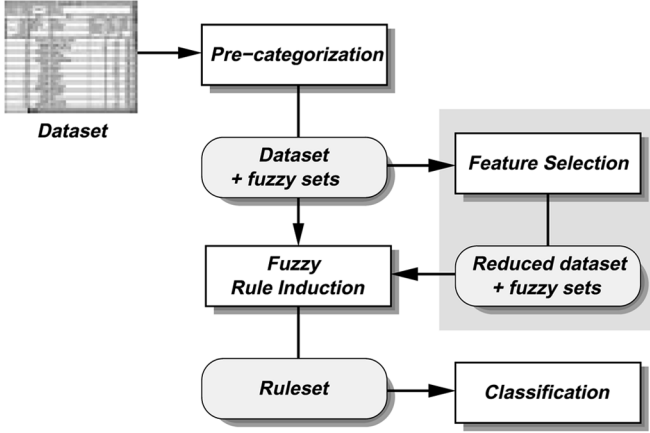 Dataset
Pre-categorization
Dataset
+ fuzzy sets
Feature Selection
Fuzzy
Rule Induction
Reduced dataset
+ fuzzy sets
Ruleset
Classification